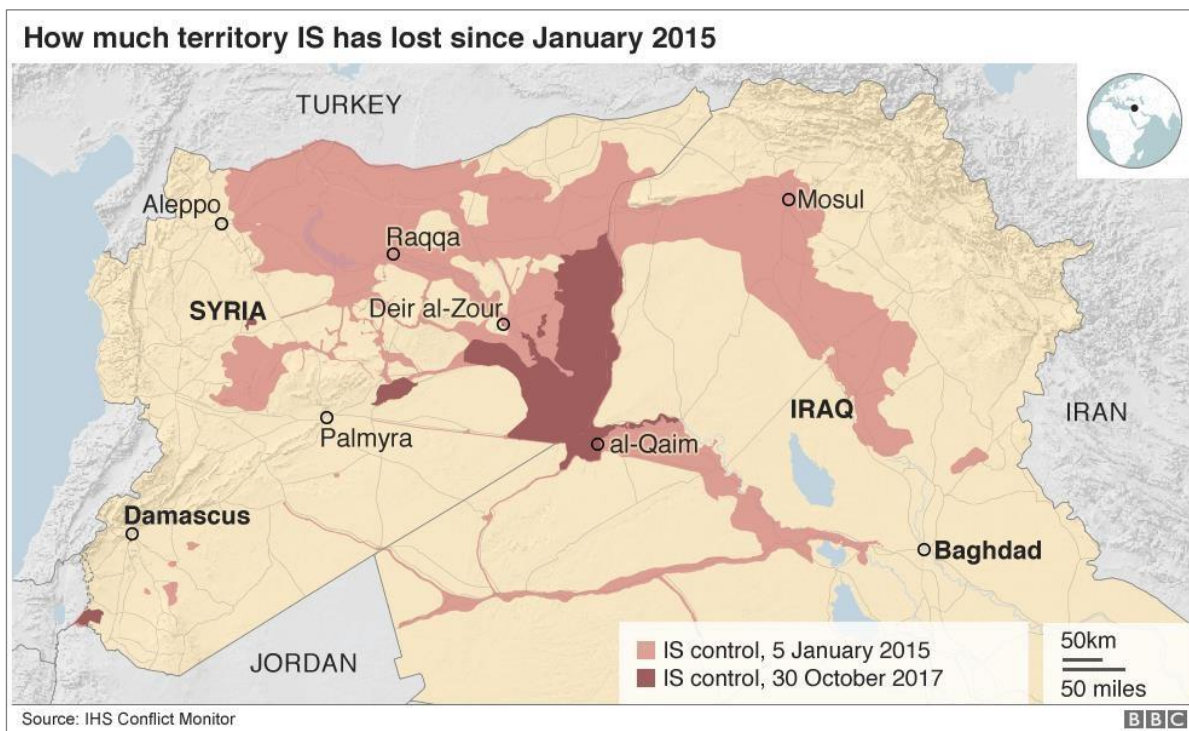 How much territory IS has lost since January 2015
TURKEY
Aleppo
Mosul
Raqqa
SYRIA
Deir al-Zour
IRAQ
IRAN
Palmyra
al-Qaim
Damascus
Baghdad
JORDAN
IS control, 5 January 2015
IS control, 30 October 2017
50km
50 miles
Source: IHS Conflict Monitor
BBC